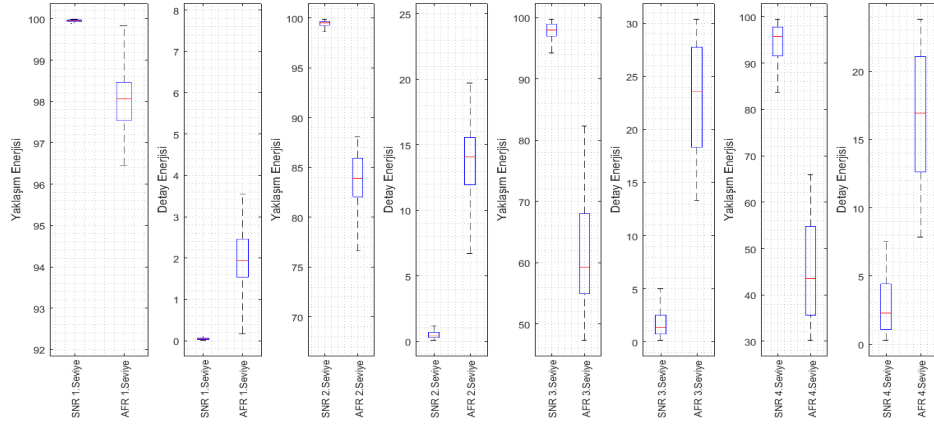 Yaklaşım Enerjisi
100
99
98
97
96
95
94
93
92
SNR 1.Seviye
AFR 1.Seviye
Detay Enerjisi
8
7
6
5
4
3
2
1
0
SNR 1.Seviye
AFR 1.Seviye
Yaklaşım Enerjisi
100
95
90
85
80
75
70
SNR 2.Seviye
AFR 2.Seviye
Detay Enerjisi
25
20
15
10
5
0
SNR 2.Seviye
AFR 2.Seviye
Yaklaşım Enerjisi
100
90
80
70
60
50
SNR 3.Seviye
AFR 3.Seviye
Detay Enerjisi
30
25
20
15
10
5
0
SNR 3.Seviye
AFR 3.Seviye
Yaklaşım Enerjisi
100
90
80
70
60
50
40
30
SNR 4.Seviye
AFR 4.Seviye
Detay Enerjisi
20
15
10
5
0
SNR 4.Seviye
AFR 4.Seviye